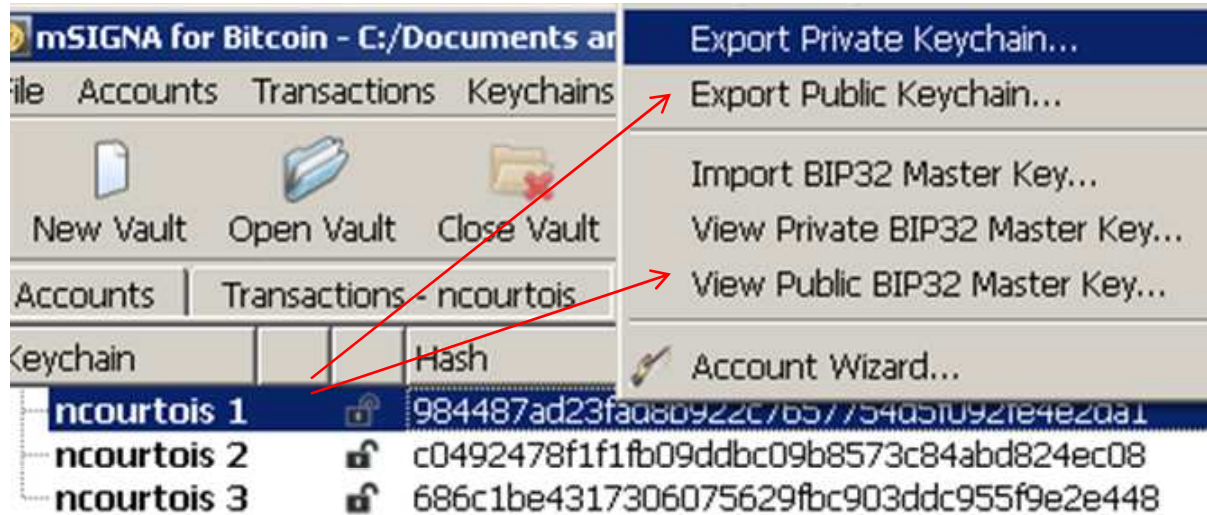 mSIGNA for Bitcoin - C:/Documents ar
ile Accounts Transactions Keychains
New Vault Open Vault Close Vault
Accounts Transactions - ncourtois
Keychain Hash
ncourtois 1 984487ad23fad8b922c7657754d5f092fe4e2da1
ncourtois 2 c0492478f1f1fb09ddbc09b8573c84abd824ec08
ncourtois 3 686c1be4317306075629fbc903ddc955f9e2e448
Export Private Keychain...
Export Public Keychain...
Import BIP32 Master Key...
View Private BIP32 Master Key...
View Public BIP32 Master Key...
Account Wizard...